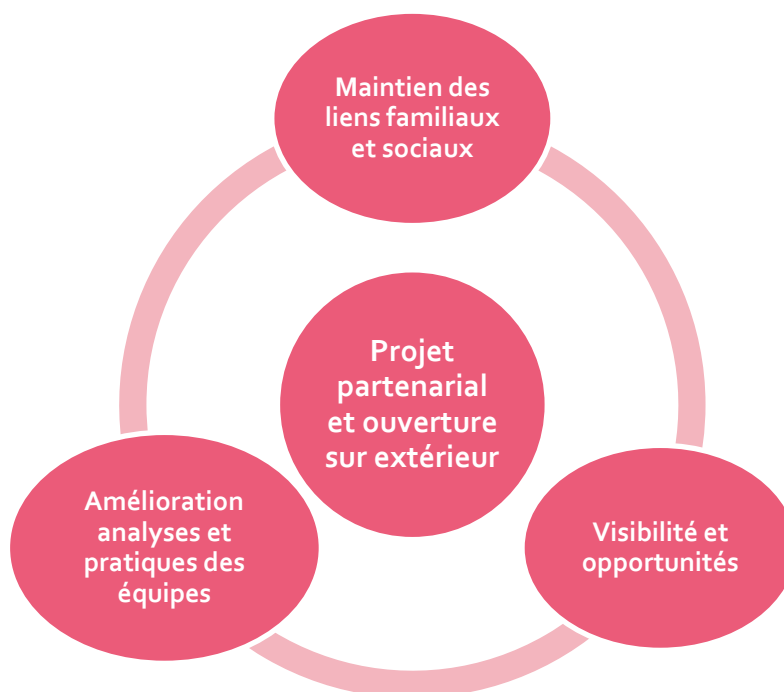 Maintien des
liens familiaux
et sociaux
Projet
partenarial
et ouverture
sur extérieur
Amélioration
analyses et
pratiques des
équipes
Visibilité et
opportunités